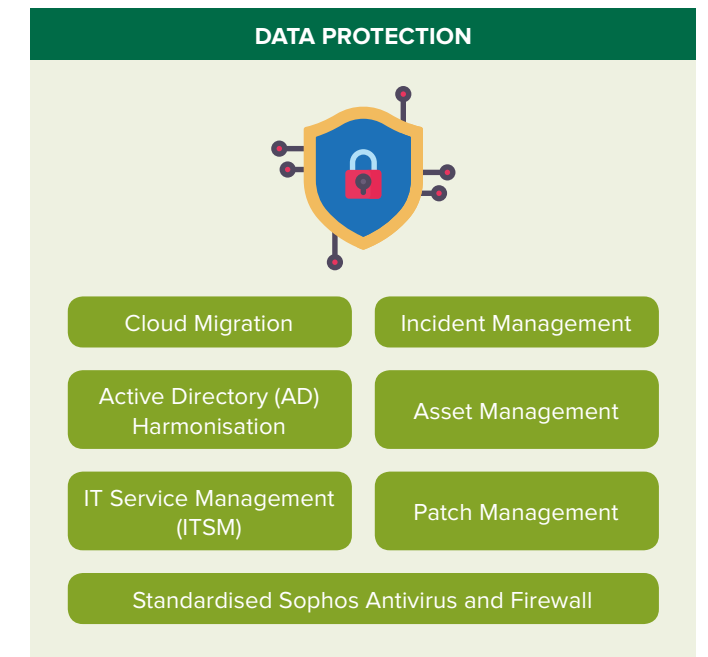 DATA PROTECTION
Cloud Migration
Incident Management
Active Directory (AD)
Harmonisation
Asset Management
IT Service Management
(ITSM)
Patch Management
Standardised Sophos Antivirus and Firewall